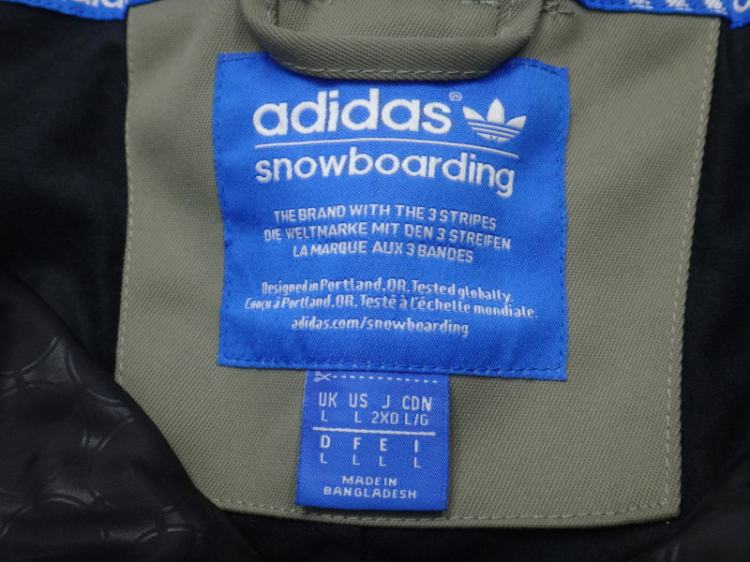 adidas®
snowboarding
THE BRAND WITH THE 3 STRIPES
DIE WELTMARKE MIT DEN 3 STREIFEN
LA MARQUE AUX 3 BANDES
Designed in Portland, OR. Tested globally.
Conçu à Portland, OR. Testé à l'échelle mondiale.
adidas.com/snowboarding
UK US J CDN
L L 2XO L/G
D F E I
L L L L
MADE IN
BANGLADESH